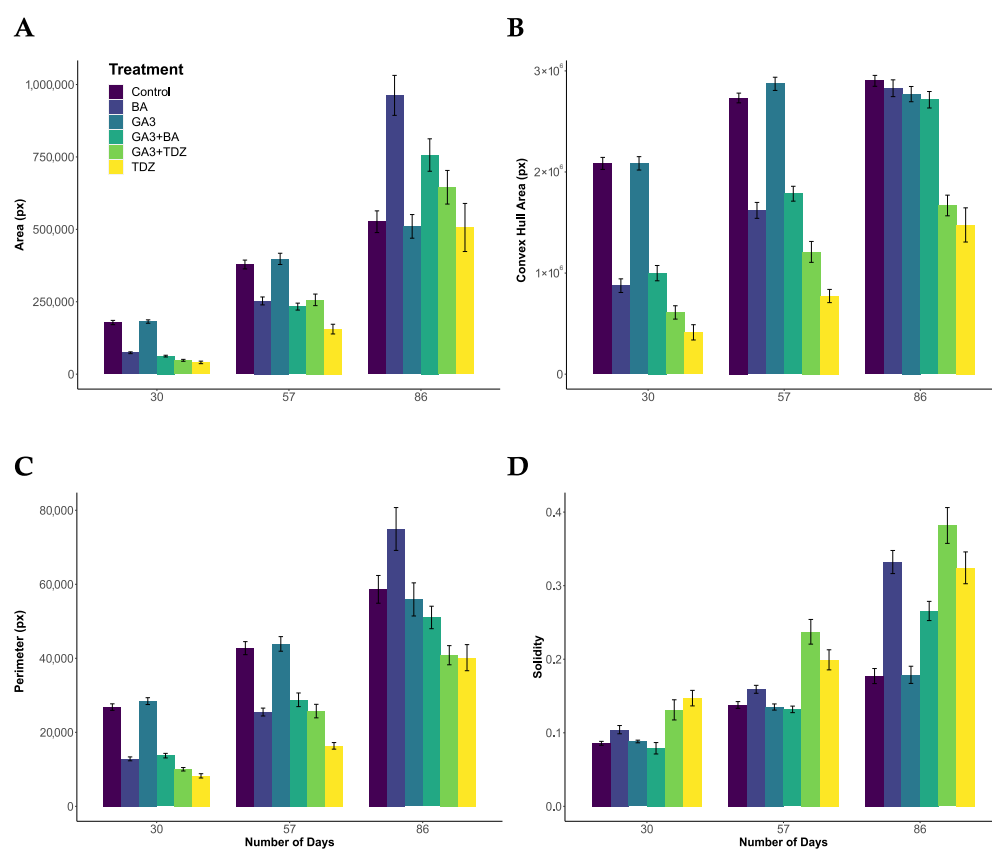 A
B
Treatment
Control
BA
GA3
GA3+BA
GA3+TDZ
TDZ
1,000,000
750,000
500,000
250,000
0
Area (px)
30
57
86
3×10⁶
2×10⁶
1×10⁶
0
Convex Hull Area (px)
30
57
86
C
D
80,000
60,000
40,000
20,000
0
Perimeter (px)
30
57
86
Number of Days
0.4
0.3
0.2
0.1
0.0
Solidity
30
57
86
Number of Days